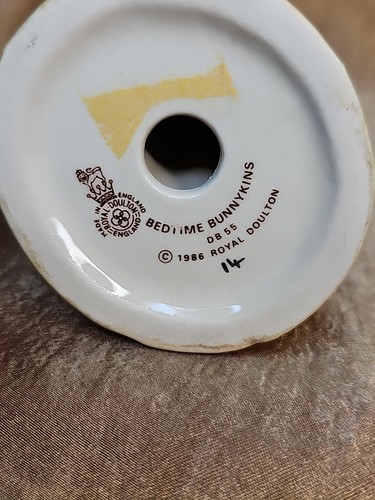 MADE IN ENGLAND
ROYAL DOULTON
ENGLAND
BEDTIME BUNNYKINS
DB 55
© 1986 ROYAL DOULTON
14